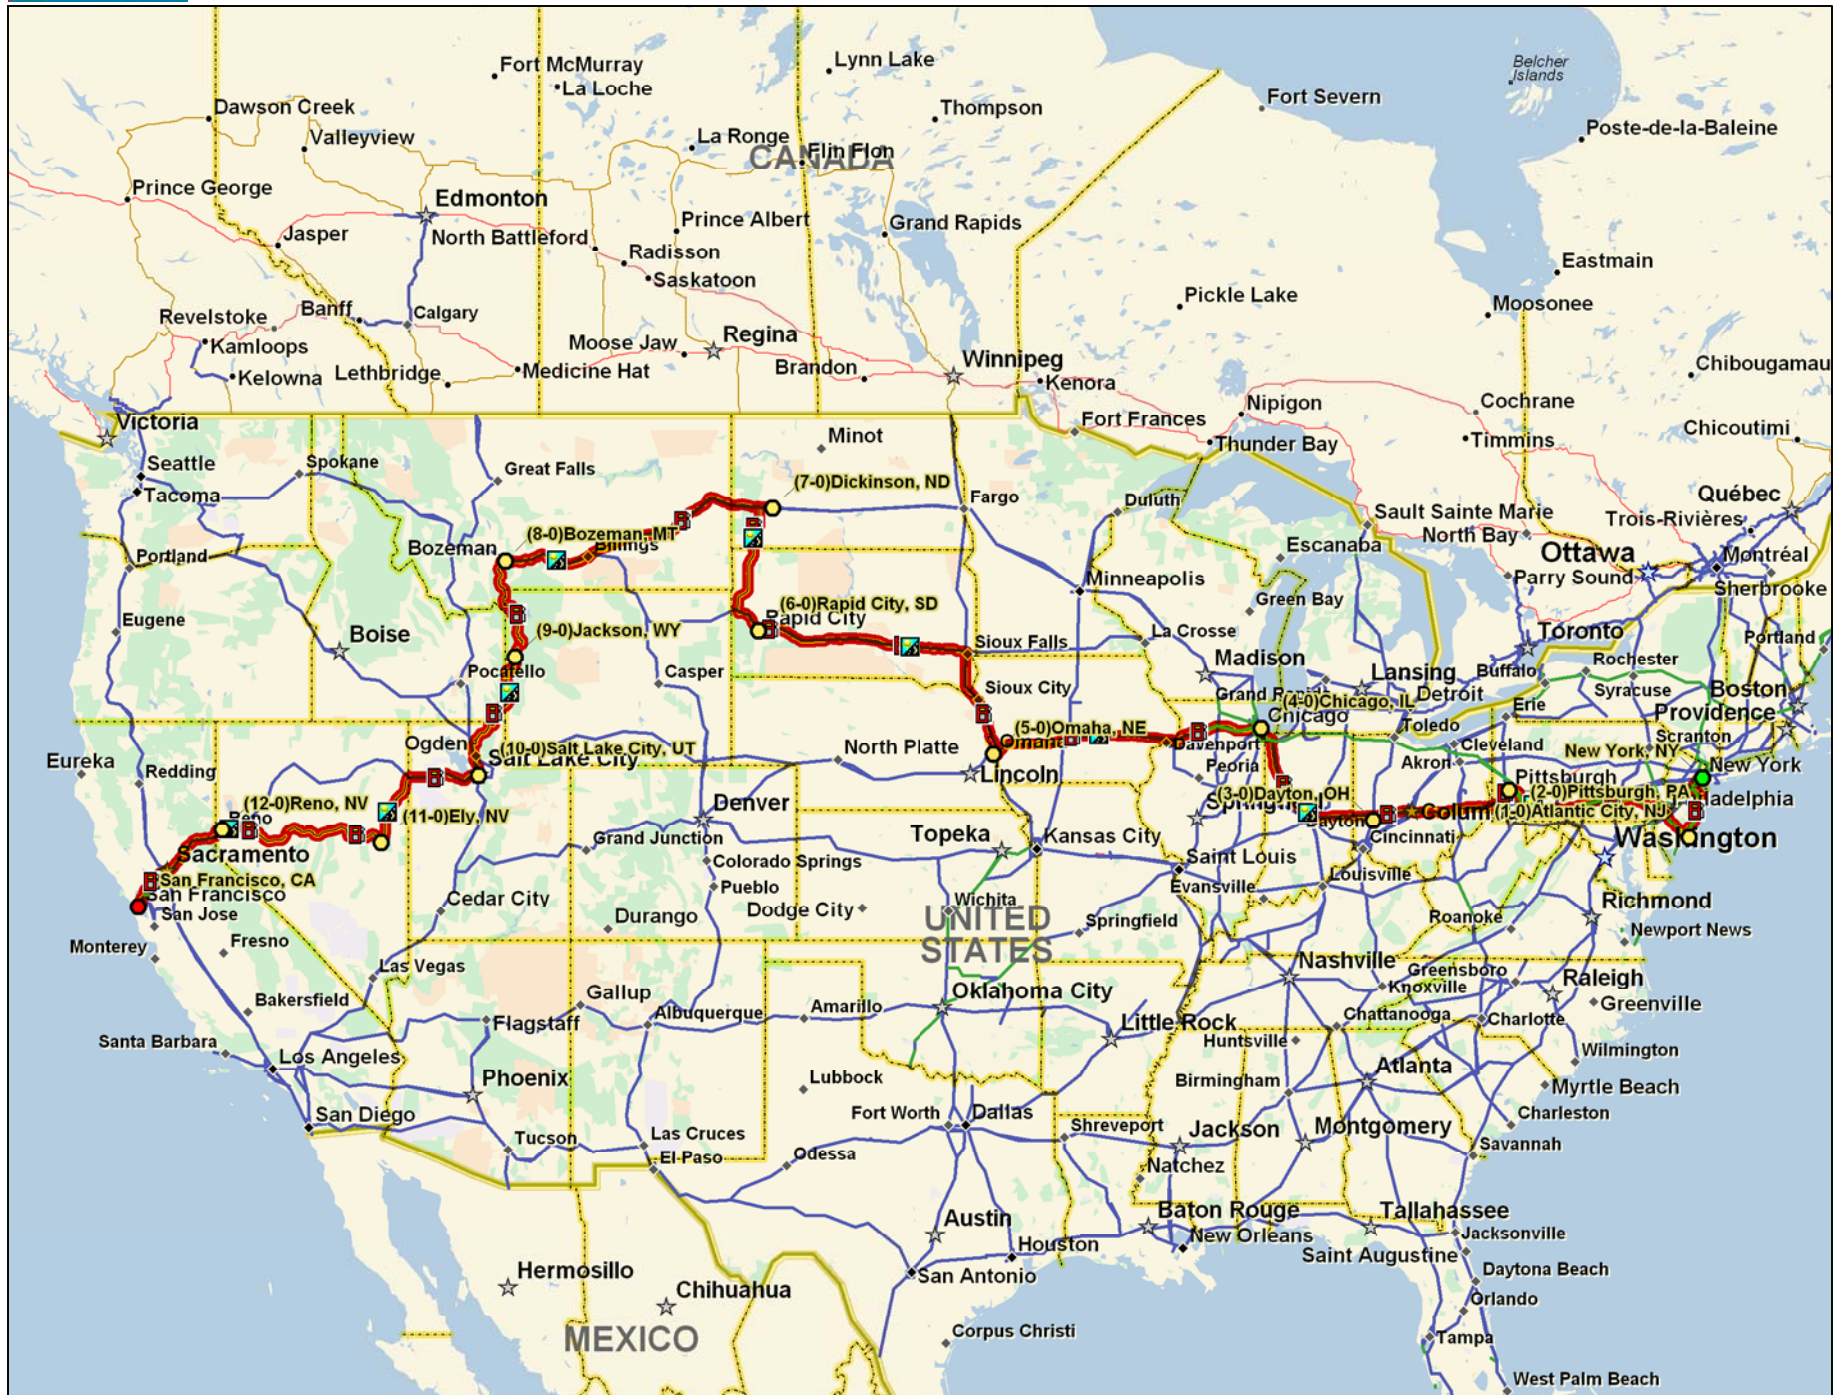 Belcher
Islands
Fort McMurray
La Loche
Lynn Lake
Thompson
Fort Severn
Poste-de-la-Baleine
Dawson Creek
Valleyview
La Ronge
CANADA
Flin Flon
Prince George
Edmonton
Prince Albert
Grand Rapids
Jasper
North Battleford
Radisson
Saskatoon
Eastmain
Pickle Lake
Moosonee
Revelstoke
Banff
Calgary
Kamloops
Moose Jaw
Regina
Winnipeg
Chibougamau
Kelowna
Lethbridge
Medicine Hat
Brandon
Kenora
Nipigon
Cochrane
Victoria
Fort Frances
Thunder Bay
Timmins
Chicoutimi
Minot
Seattle
Spokane
Great Falls
(7-0)Dickinson, ND
Fargo
Duluth
Québec
Tacoma
Sault Sainte Marie
Trois-Rivières
North Bay
(8-0)Bozeman, MT
Billings
Bozeman
Portland
Escanaba
Ottawa
Montréal
Parry Sound
Sherbrooke
Minneapolis
Green Bay
(6-0)Rapid City, SD
Rapid City
Eugene
Boise
(9-0)Jackson, WY
Sioux Falls
La Crosse
Toronto
Portland
Pocatello
Casper
Madison
Lansing
Buffalo
Rochester
Syracuse
Boston
Sioux City
Grand Rapids
(4-0)Chicago, IL
Detroit
Erie
Providence
Chicago
Toledo
(5-0)Omaha, NE
Omaha
Davenport
Cleveland
Scranton
Ogden
(10-0)Salt Lake City, UT
Salt Lake City
North Platte
Lincoln
Peoria
Akron
New York, NY
New York
Eureka
Redding
Pittsburgh
(2-0)Pittsburgh, PA
(3-0)Dayton, OH
Dayton
(1-0)Atlantic City, NJ
(12-0)Reno, NV
Reno
(11-0)Ely, NV
Denver
Topeka
Kansas City
Cincinnati
Washington
Grand Junction
Sacramento
Colorado Springs
Saint Louis
San Francisco, CA
San Francisco
San Jose
Pueblo
Evansville
Louisville
Cedar City
Dodge City
Wichita
Richmond
Durango
UNITED
STATES
Springfield
Roanoke
Newport News
Monterey
Fresno
Las Vegas
Nashville
Greensboro
Knoxville
Raleigh
Bakersfield
Gallup
Oklahoma City
Greenville
Flagstaff
Albuquerque
Amarillo
Little Rock
Chattanooga
Charlotte
Huntsville
Santa Barbara
Los Angeles
Wilmington
Phoenix
Lubbock
Birmingham
Atlanta
Myrtle Beach
San Diego
Fort Worth
Dallas
Shreveport
Jackson
Montgomery
Charleston
Tucson
Las Cruces
El Paso
Odessa
Natchez
Savannah
Austin
Baton Rouge
Tallahassee
Houston
New Orleans
Jacksonville
Saint Augustine
San Antonio
Hermosillo
Chihuahua
Daytona Beach
Orlando
MEXICO
Corpus Christi
Tampa
West Palm Beach